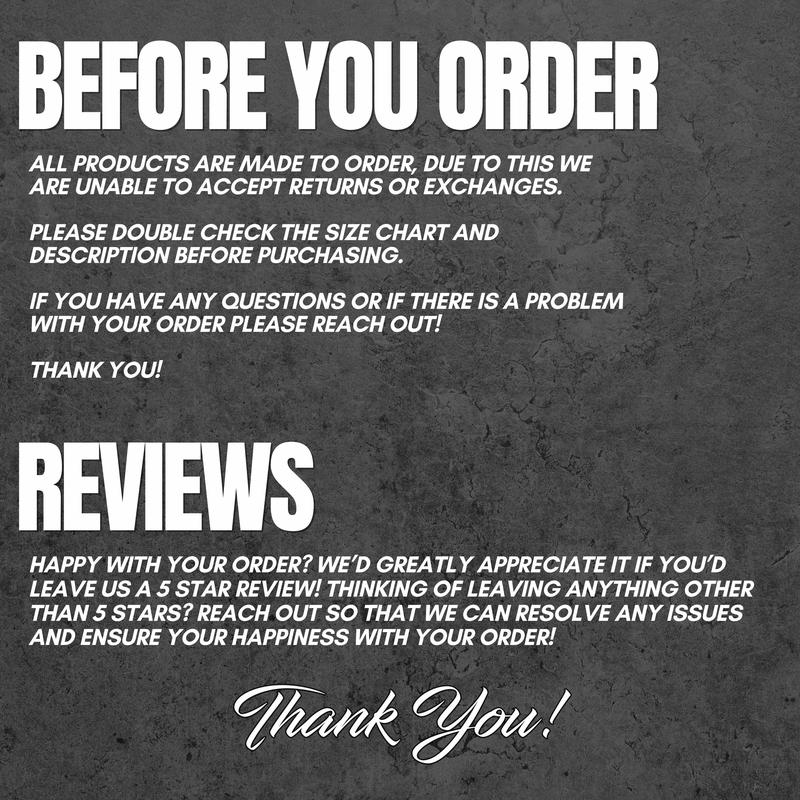 BEFORE YOU ORDER
ALL PRODUCTS ARE MADE TO ORDER, DUE TO THIS WE
ARE UNABLE TO ACCEPT RETURNS OR EXCHANGES.
PLEASE DOUBLE CHECK THE SIZE CHART AND
DESCRIPTION BEFORE PURCHASING.
IF YOU HAVE ANY QUESTIONS OR IF THERE IS A PROBLEM
WITH YOUR ORDER PLEASE REACH OUT!
THANK YOU!
REVIEWS
HAPPY WITH YOUR ORDER? WE'D GREATLY APPRECIATE IT IF YOU'D
LEAVE US A 5 STAR REVIEW! THINKING OF LEAVING ANYTHING OTHER
THAN 5 STARS? REACH OUT SO THAT WE CAN RESOLVE ANY ISSUES
AND ENSURE YOUR HAPPINESS WITH YOUR ORDER!
Thank You!